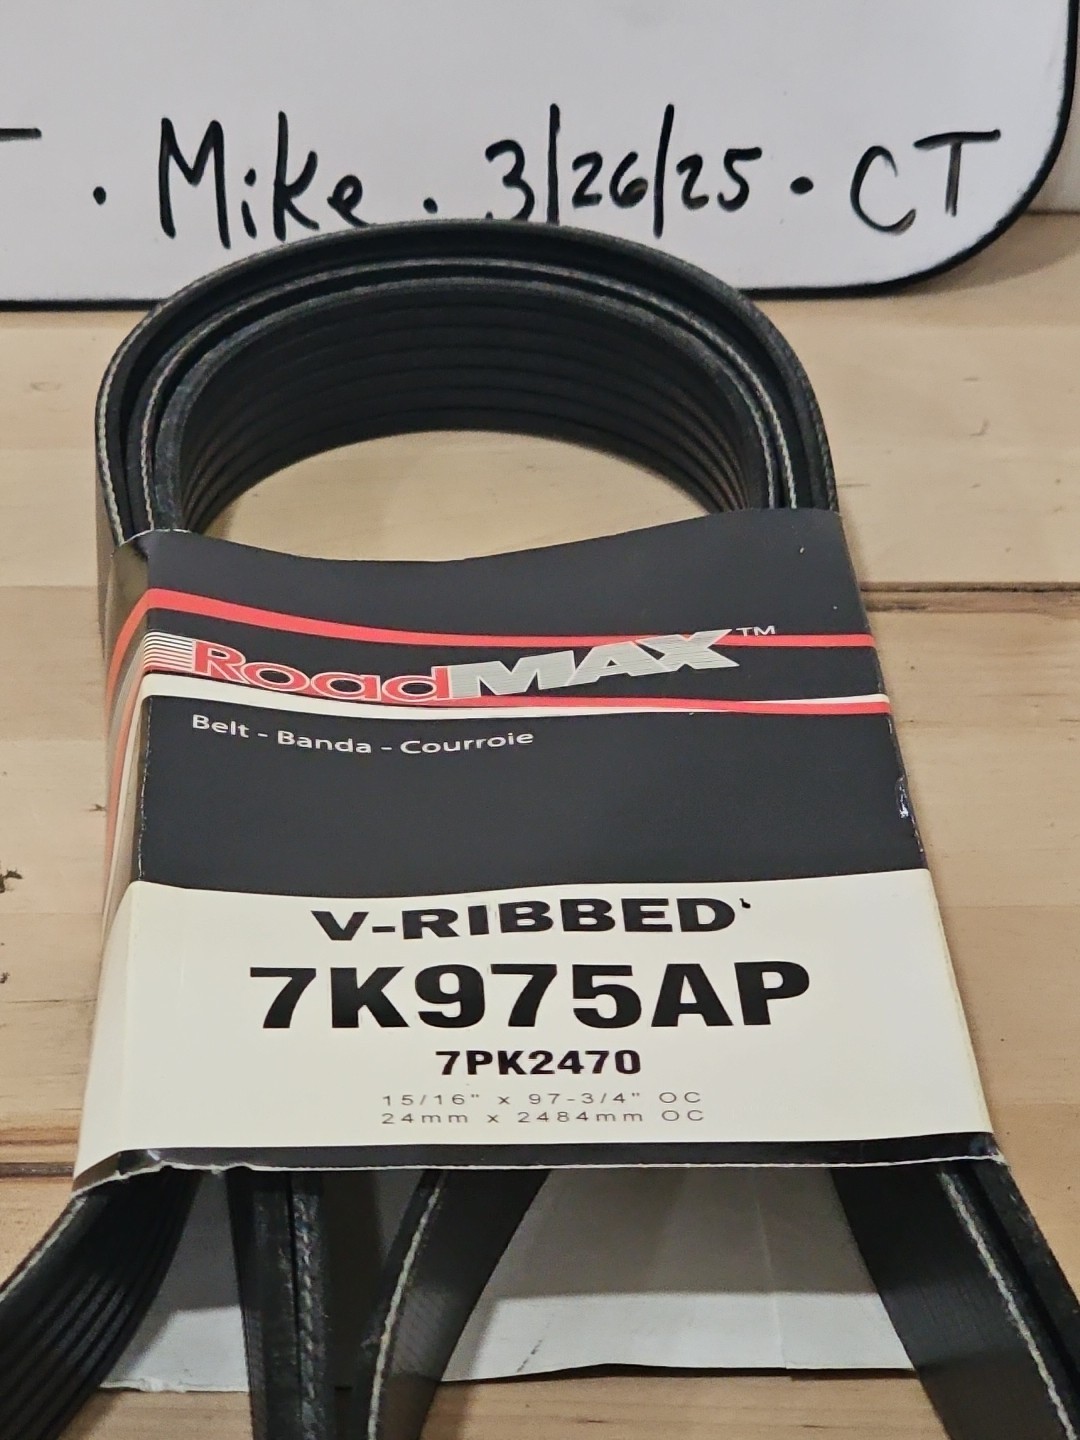 . Mike . 3/26/25 . CT
RoadMAX™
Belt - Banda - Courroie
V-RIBBED
7K975AP
7PK2470
15/16" x 97-3/4" OC
24mm x 2484mm OC